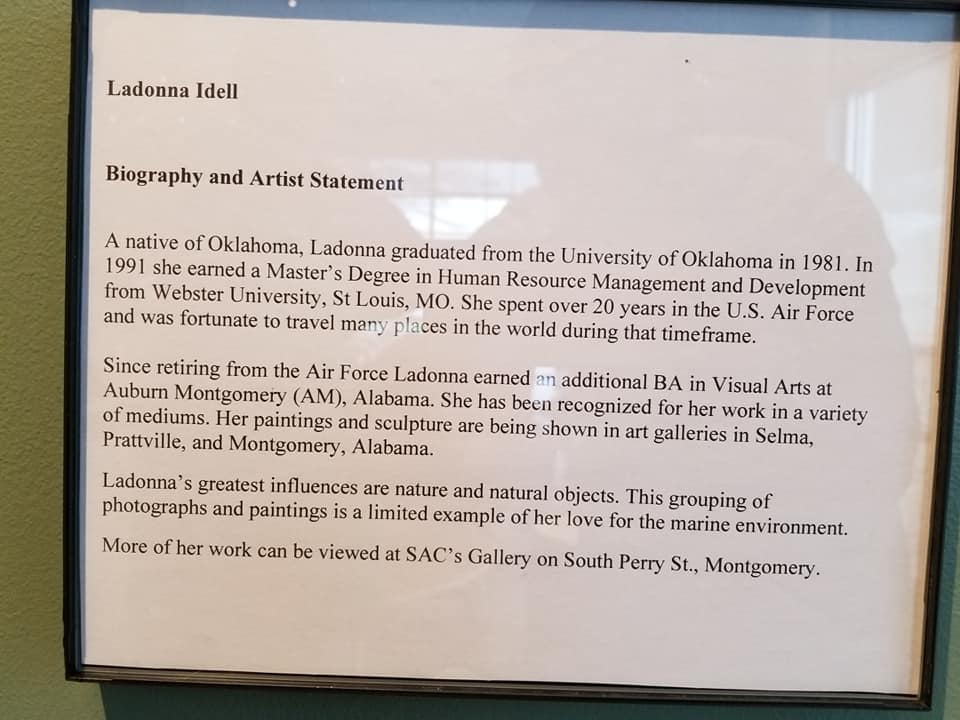 Ladonna Idell
Biography and Artist Statement
A native of Oklahoma, Ladonna graduated from the University of Oklahoma in 1981. In
1991 she earned a Master's Degree in Human Resource Management and Development
from Webster University, St Louis, MO. She spent over 20 years in the U.S. Air Force
and was fortunate to travel many places in the world during that timeframe.
Since retiring from the Air Force Ladonna earned an additional BA in Visual Arts at
Auburn Montgomery (AM), Alabama. She has been recognized for her work in a variety
of mediums. Her paintings and sculpture are being shown in art galleries in Selma,
Prattville, and Montgomery, Alabama.
Ladonna's greatest influences are nature and natural objects. This grouping of
photographs and paintings is a limited example of her love for the marine environment.
More of her work can be viewed at SAC's Gallery on South Perry St., Montgomery.